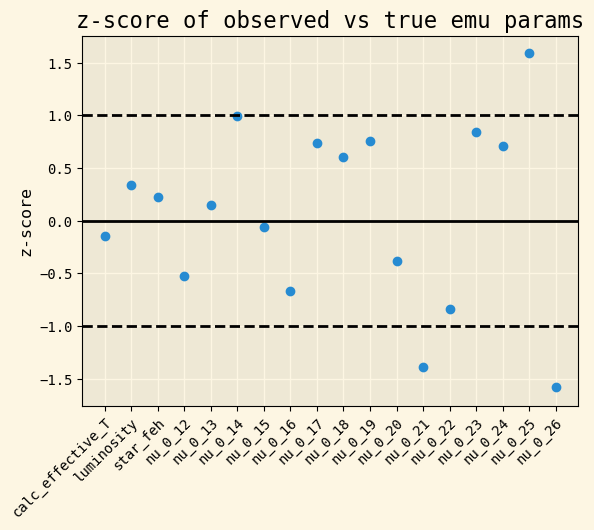 z-score of observed vs true emu params
z-score
1.5
1.0
0.5
0.0
−0.5
−1.0
−1.5
calc_effective_T
luminosity
star_feh
nu_0_12
nu_0_13
nu_0_14
nu_0_15
nu_0_16
nu_0_17
nu_0_18
nu_0_19
nu_0_20
nu_0_21
nu_0_22
nu_0_23
nu_0_24
nu_0_25
nu_0_26